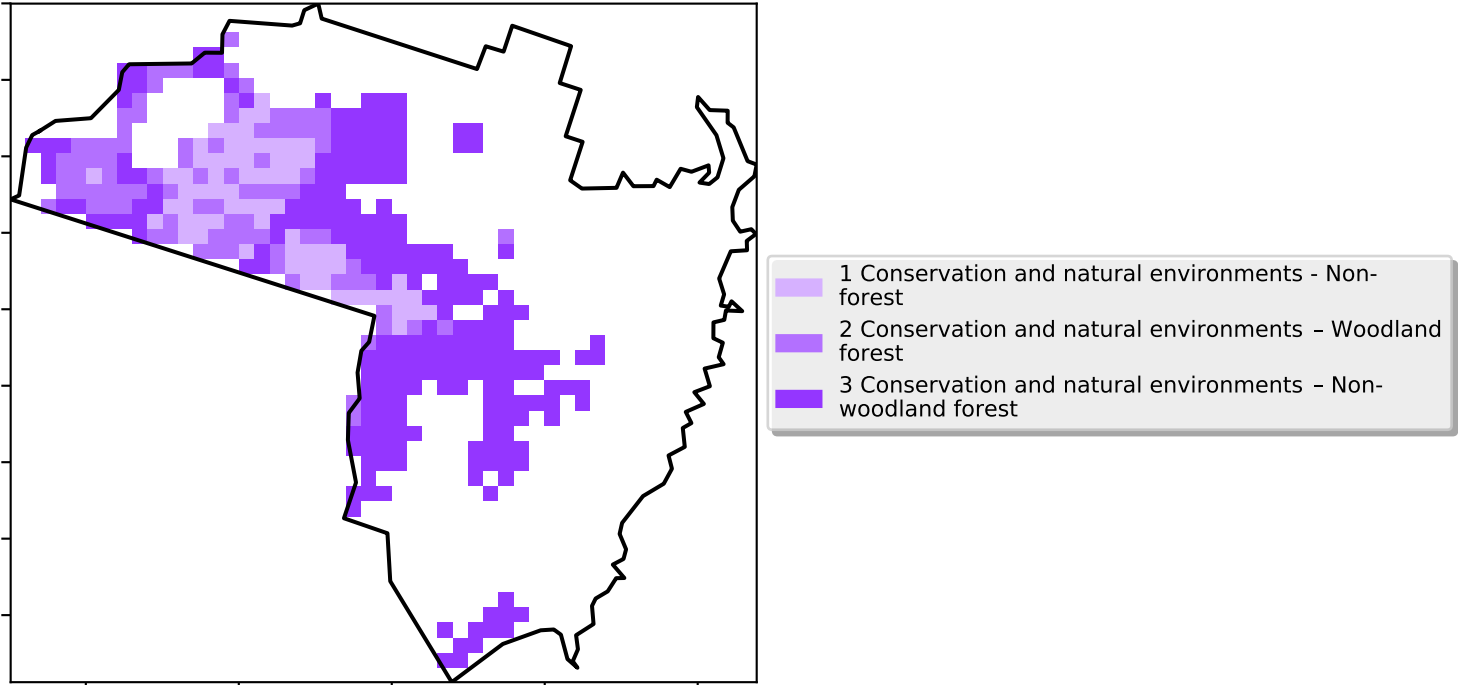 1 Conservation and natural environments - Non-
forest
2 Conservation and natural environments – Woodland
forest
3 Conservation and natural environments – Non-
woodland forest